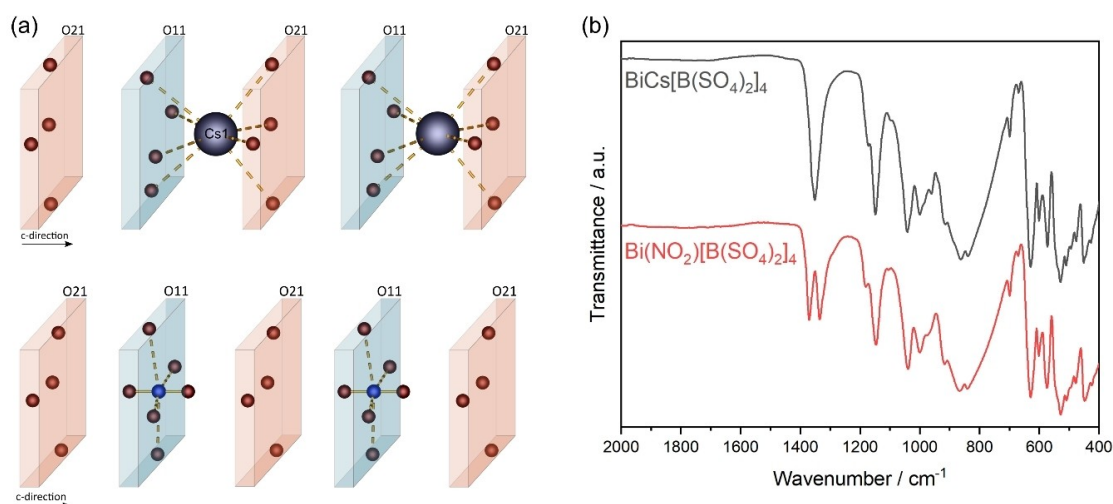 (a)
O21
O11
O21
O11
O21
Cs1
c-direction
O21
O11
O21
O11
O21
c-direction
(b)
BiCs[B(SO₄)₂]₄
Bi(NO₂)[B(SO₄)₂]₄
Transmittance / a.u.
2000 1800 1600 1400 1200 1000 800 600 400
Wavenumber / cm⁻¹